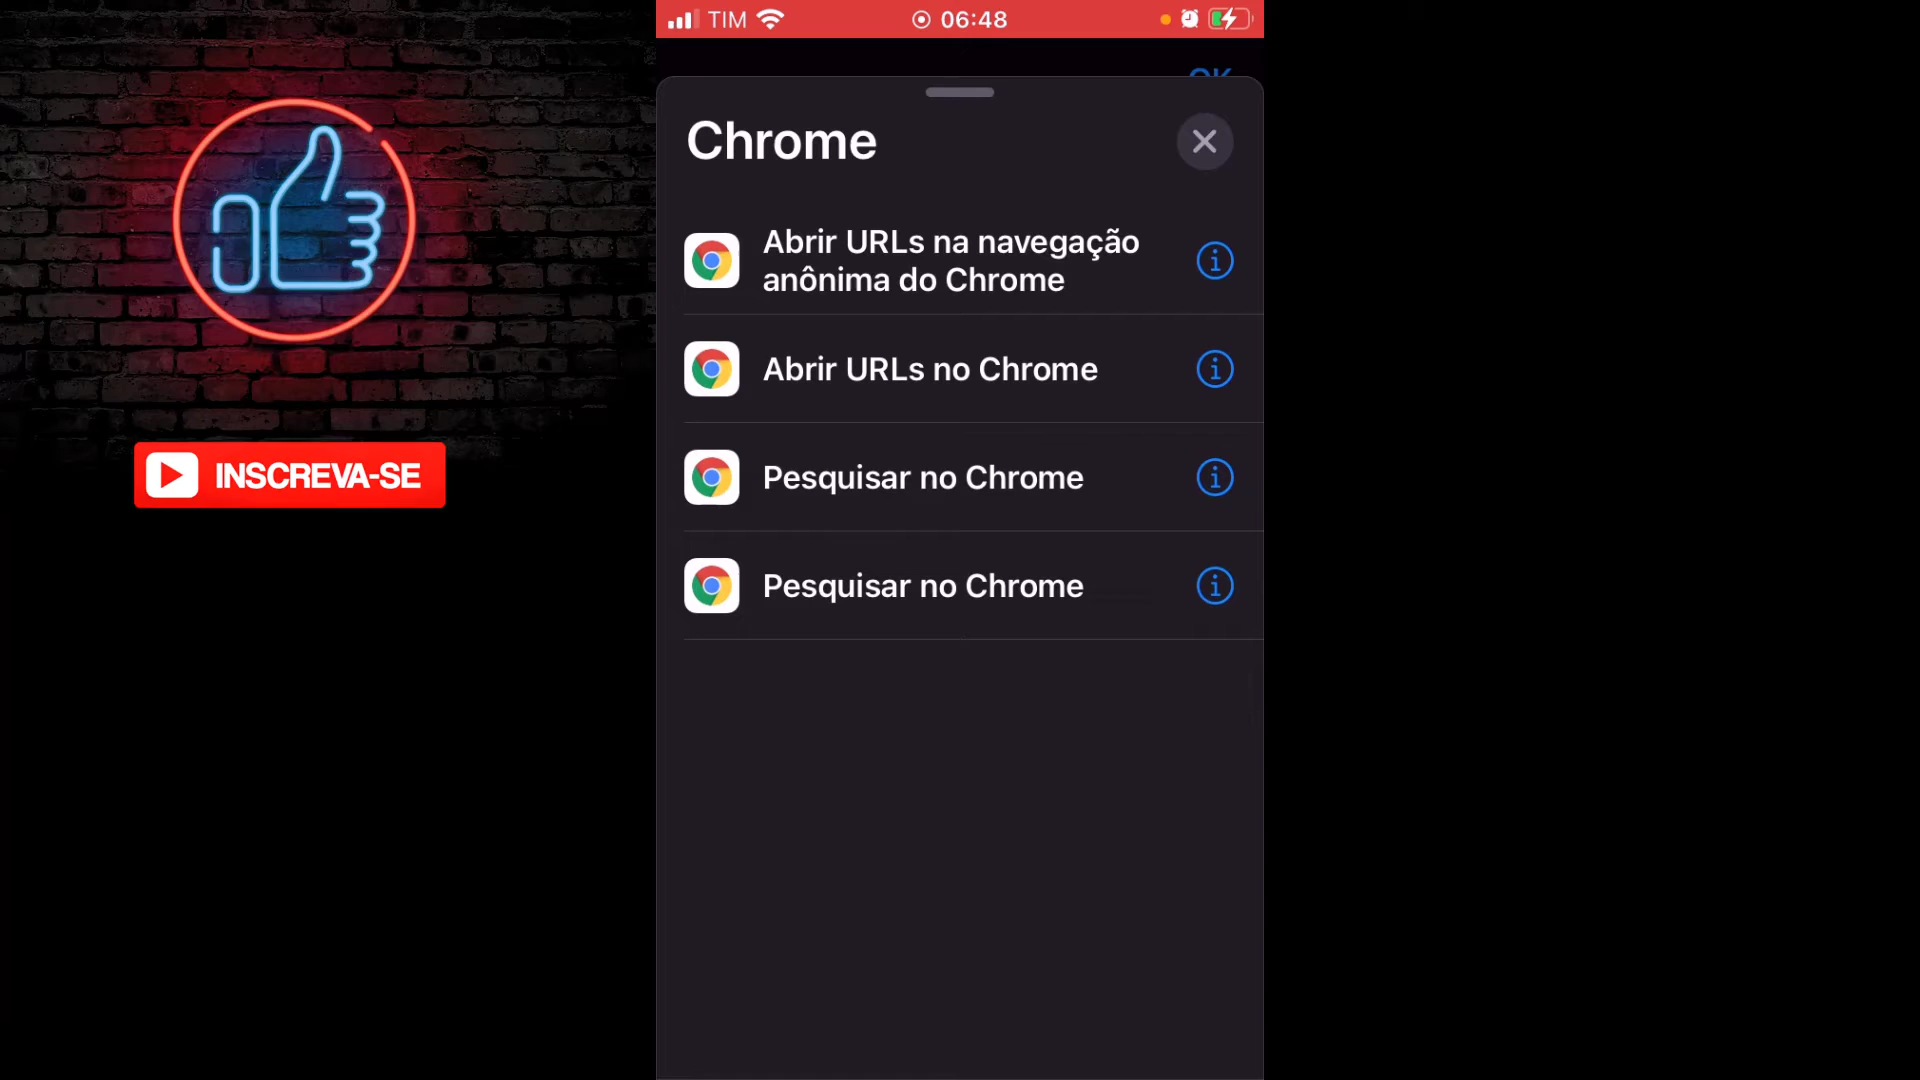 TIM
06:48
OK
Chrome
Abrir URLs na navegação
anônima do Chrome
Abrir URLs no Chrome
Pesquisar no Chrome
Pesquisar no Chrome
INSCREVA-SE